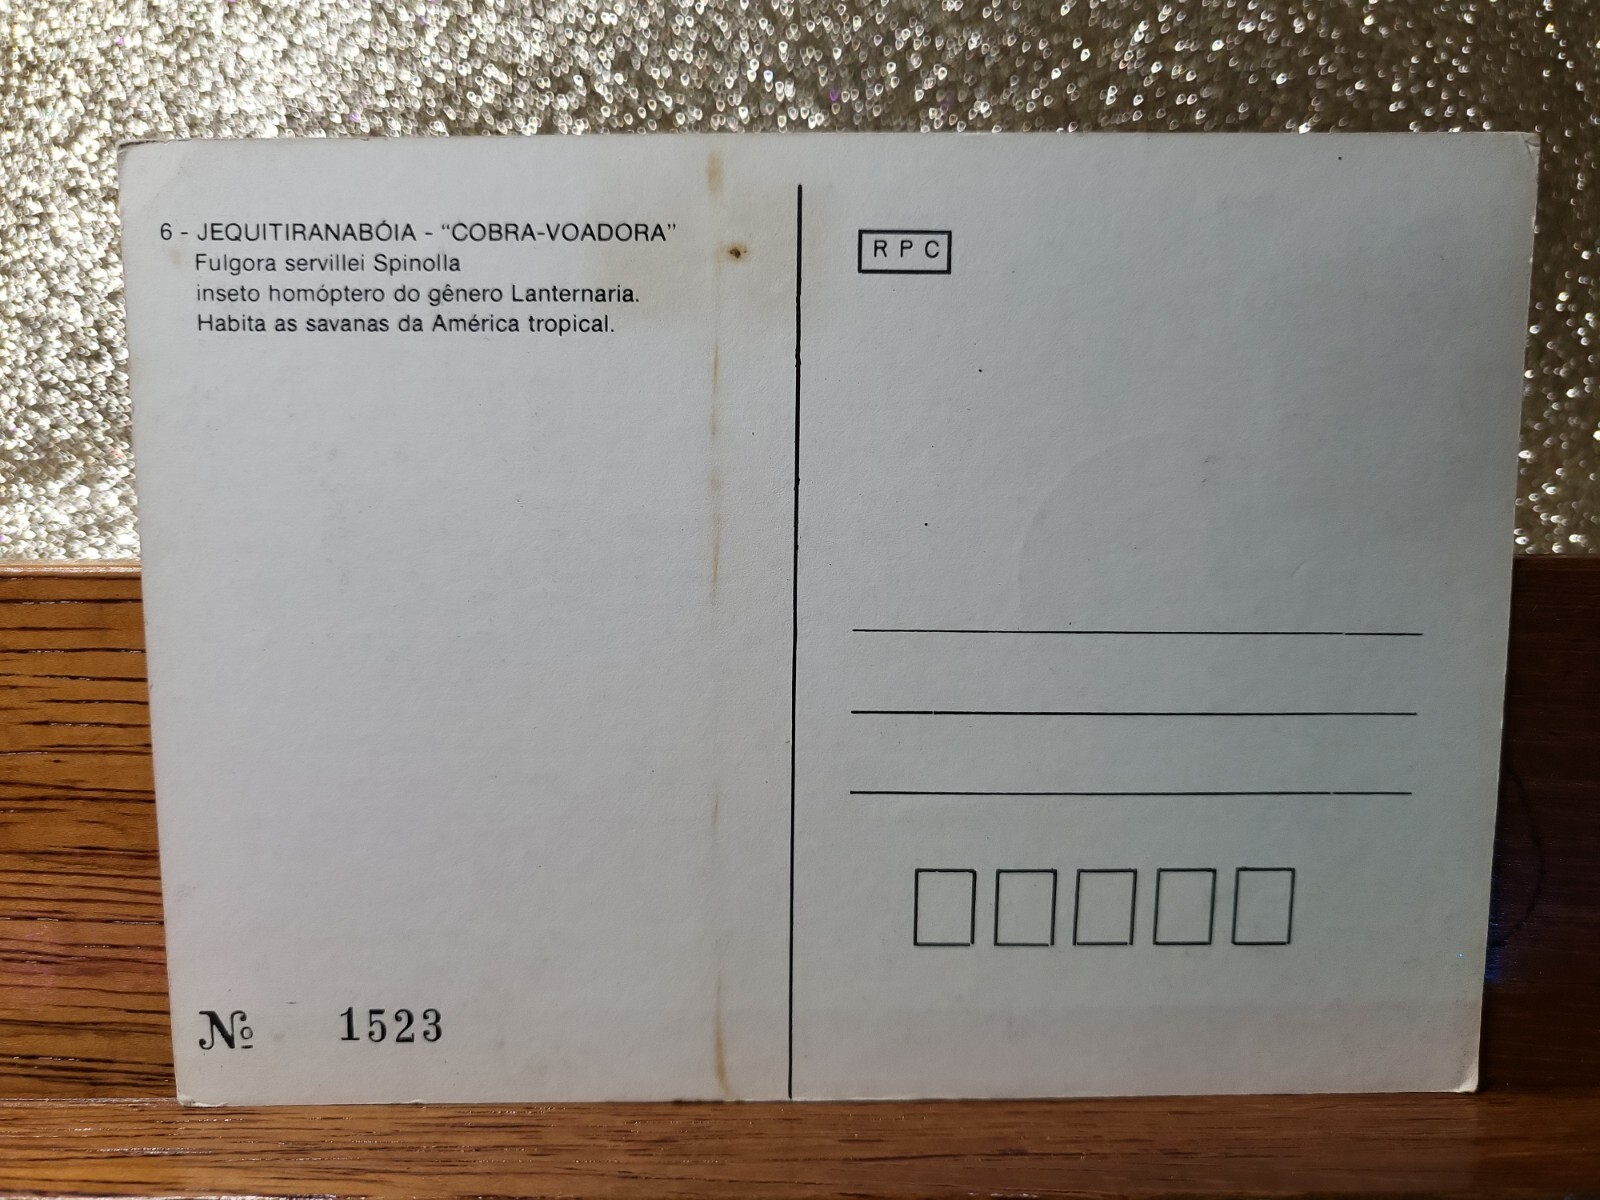 6 - JEQUITIRANABÓIA - "COBRA-VOADORA"
Fulgora servillei Spinolla
inseto homóptero do gênero Lanternaria.
Habita as savanas da América tropical.
RPC
Nº 1523